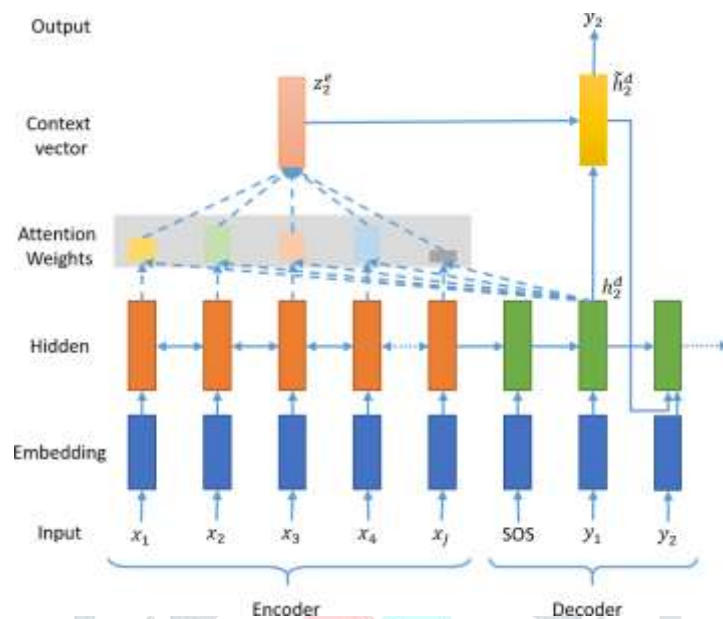 Output
y₂
z₂ᵉ
h̃₂ᵈ
Context
vector
Attention
Weights
h₂ᵈ
Hidden
Embedding
Input x₁ x₂ x₃ x₄ x_J SOS y₁ y₂
Encoder Decoder